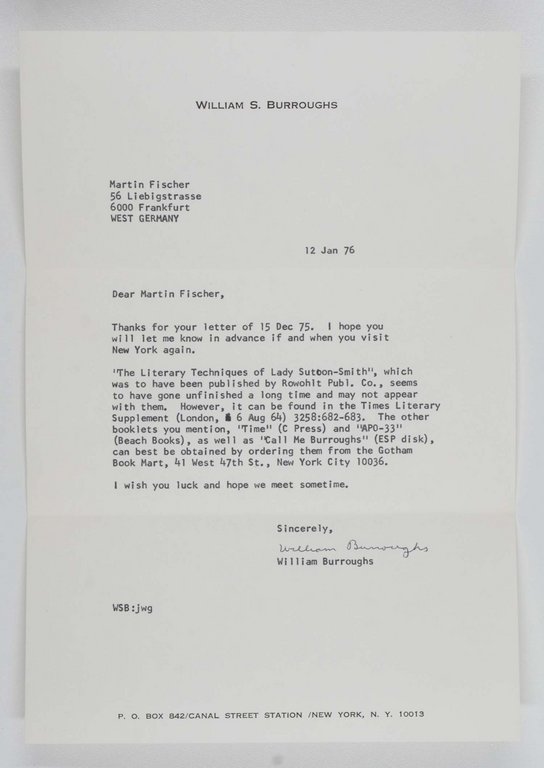 WILLIAM S. BURROUGHS
Martin Fischer
56 Liebigstrasse
6000 Frankfurt
WEST GERMANY
12 Jan 76
Dear Martin Fischer,
Thanks for your letter of 15 Dec 75. I hope you
will let me know in advance if and when you visit
New York again.
"The Literary Techniques of Lady Sutton-Smith", which
was to have been published by Rowohlt Publ. Co., seems
to have gone unfinished a long time and may not appear
with them. However, it can be found in the Times Literary
Supplement (London, 6 Aug 64) 3258:682-683. The other
booklets you mention, "Time" (C Press) and "APO-33"
(Beach Books), as well as "Call Me Burroughs" (ESP disk),
can best be obtained by ordering them from the Gotham
Book Mart, 41 West 47th St., New York City 10036.
I wish you luck and hope we meet sometime.
Sincerely,
William Burroughs
William Burroughs
WSB:jwg
P. O. BOX 842/CANAL STREET STATION /NEW YORK, N. Y. 10013